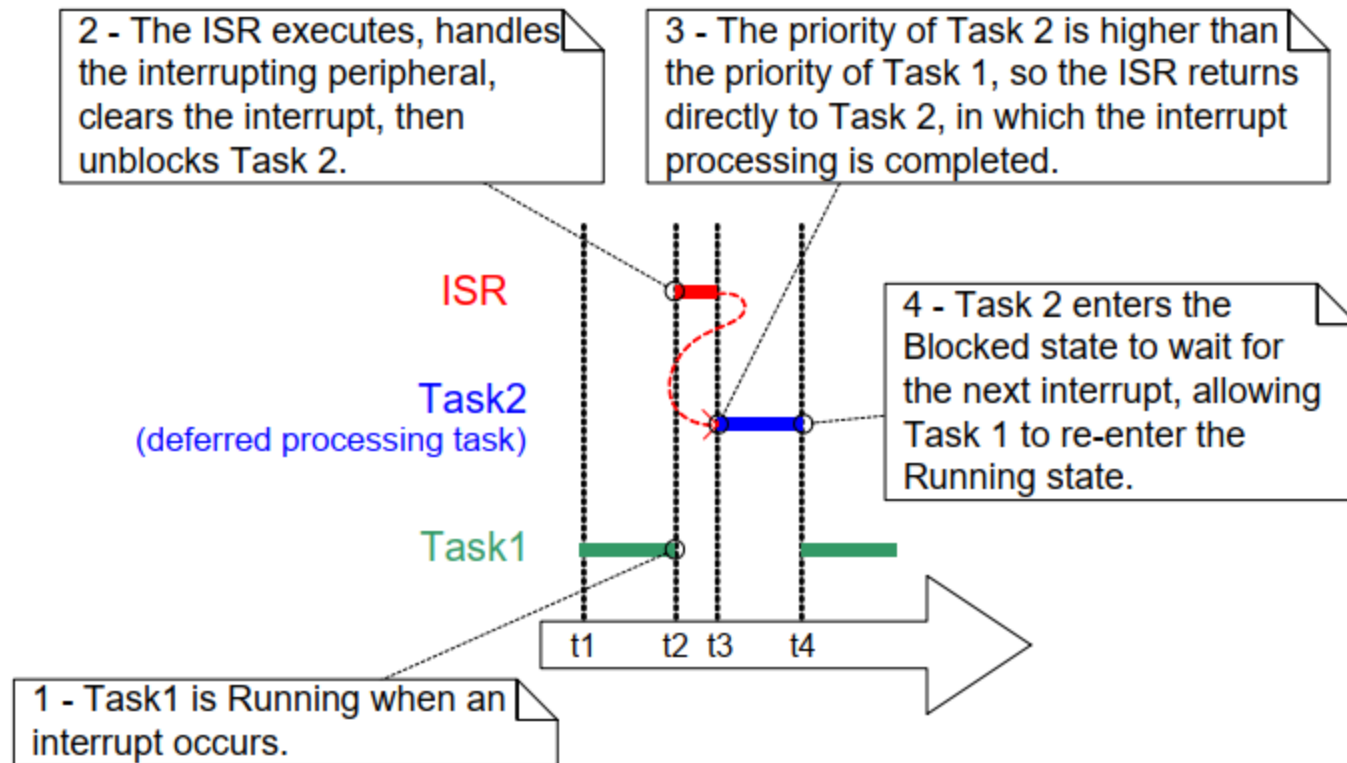 2 - The ISR executes, handles
the interrupting peripheral,
clears the interrupt, then
unblocks Task 2.
3 - The priority of Task 2 is higher than
the priority of Task 1, so the ISR returns
directly to Task 2, in which the interrupt
processing is completed.
ISR
4 - Task 2 enters the
Blocked state to wait for
the next interrupt, allowing
Task 1 to re-enter the
Running state.
Task2
(deferred processing task)
Task1
t1 t2 t3 t4
1 - Task1 is Running when an
interrupt occurs.